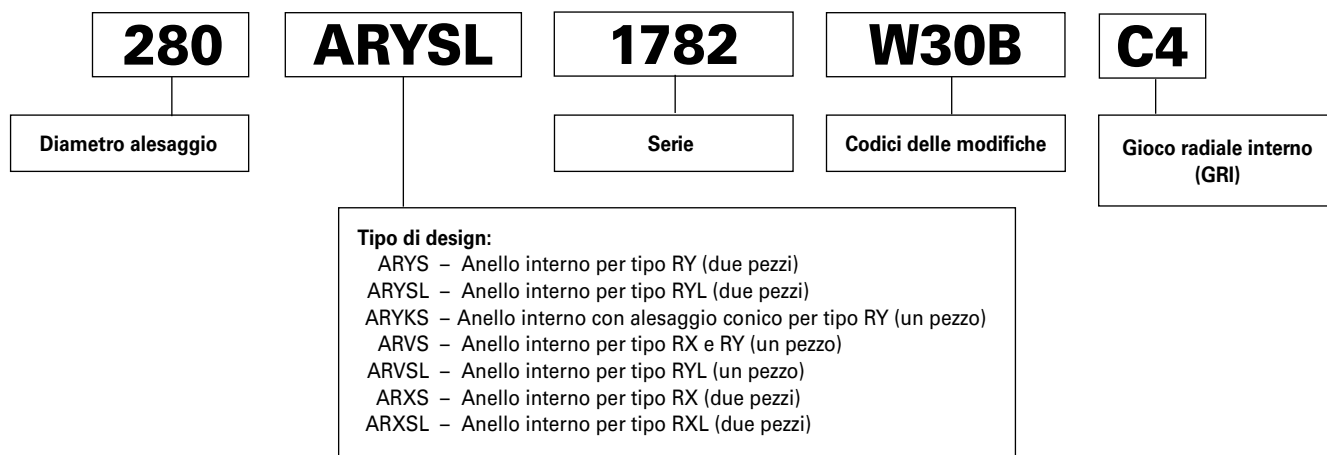 280 ARYSL 1782 W30B C4
Diametro alesaggio
Serie
Codici delle modifiche
Gioco radiale interno
(GRI)
Tipo di design:
ARYS – Anello interno per tipo RY (due pezzi)
ARYSL – Anello interno per tipo RYL (due pezzi)
ARYKS – Anello interno con alesaggio conico per tipo RY (un pezzo)
ARVS – Anello interno per tipo RX e RY (un pezzo)
ARVSL – Anello interno per tipo RYL (un pezzo)
ARXS – Anello interno per tipo RX (due pezzi)
ARXSL – Anello interno per tipo RXL (due pezzi)